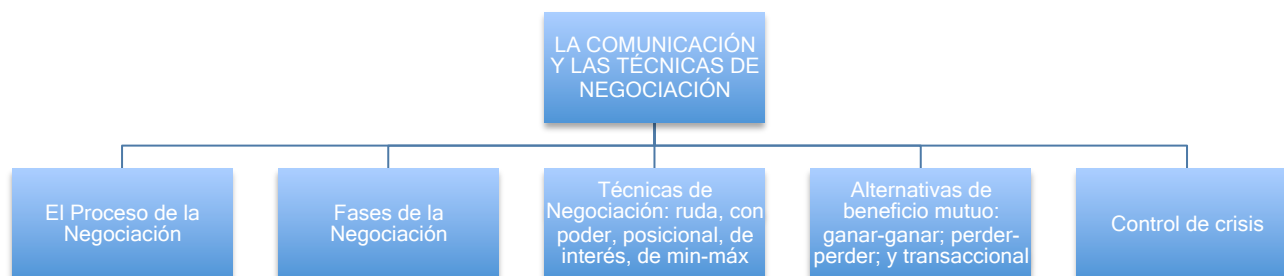 LA COMUNICACIÓN
Y LAS TÉCNICAS DE
NEGOCIACIÓN
El Proceso de la
Negociación
Fases de la
Negociación
Técnicas de
Negociación: ruda, con
poder, posicional, de
interés, de min-máx
Alternativas de
beneficio mutuo:
ganar-ganar; perder-
perder; y transaccional
Control de crisis